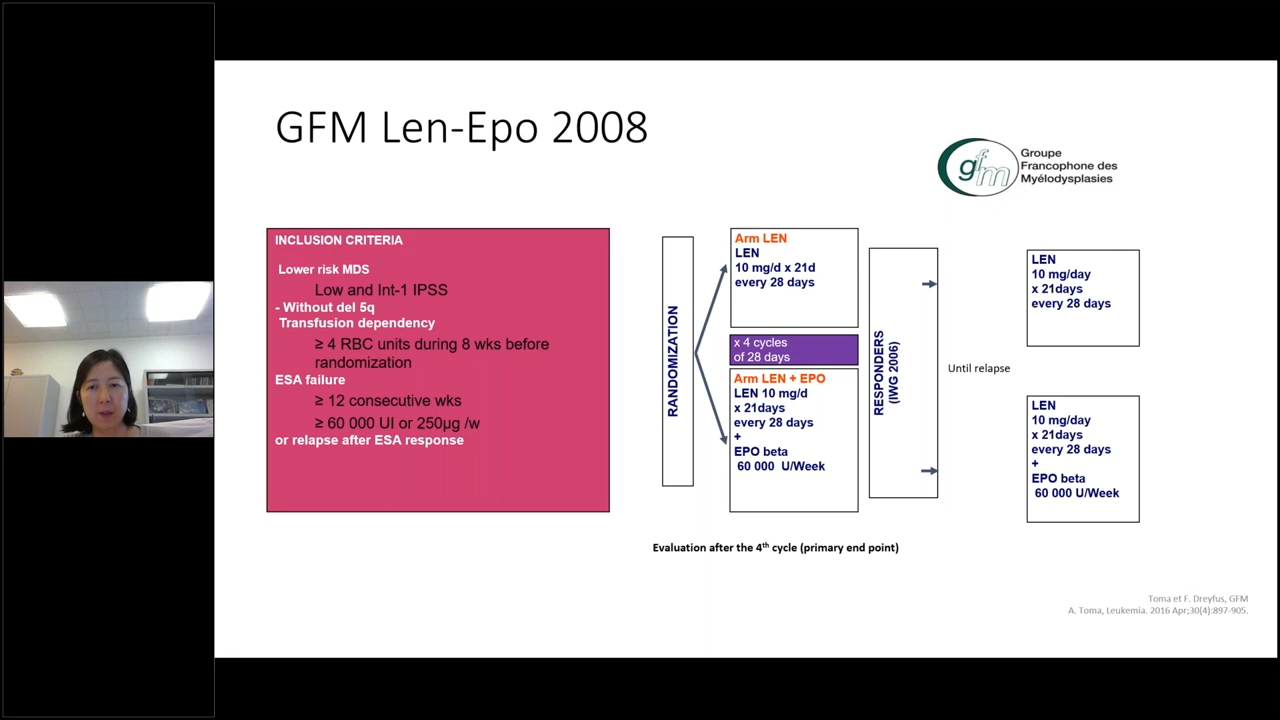 GFM Len-Epo 2008
gfm
Groupe
Francophone des
Myélodysplasies
INCLUSION CRITERIA
Lower risk MDS
Low and Int-1 IPSS
- Without del 5q
Transfusion dependency
≥ 4 RBC units during 8 wks before
randomization
ESA failure
≥ 12 consecutive wks
≥ 60 000 UI or 250µg /w
or relapse after ESA response
RANDOMIZATION
Arm LEN
LEN
10 mg/d x 21d
every 28 days
x 4 cycles
of 28 days
Arm LEN + EPO
LEN 10 mg/d
x 21days
every 28 days
+
EPO beta
60 000 U/Week
RESPONDERS
(IWG 2006)
Until relapse
LEN
10 mg/day
x 21days
every 28 days
LEN
10 mg/day
x 21days
every 28 days
+
EPO beta
60 000 U/Week
Evaluation after the 4th cycle (primary end point)
Toma et F. Dreyfus, GFM
A. Toma, Leukemia. 2016 Apr;30(4):897-905.